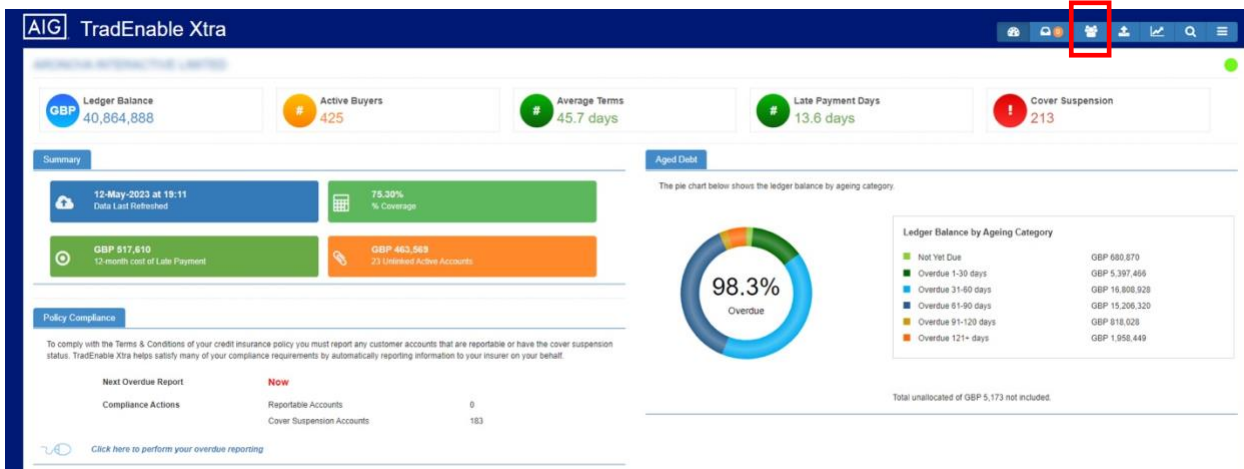 AIG TradEnable Xtra
Ledger Balance
GBP
40,864,888
Active Buyers
#
425
Average Terms
#
45.7 days
Late Payment Days
#
13.6 days
Cover Suspension
!
213
Summary
12-May-2023 at 19:11
Data Last Refreshed
75.30%
% Coverage
GBP 517,610
12-month cost of Late Payment
GBP 463,569
23 Unlinked Active Accounts
Policy Compliance
To comply with the Terms & Conditions of your credit insurance policy you must report any customer accounts that are reportable or have the cover suspension
status. TradEnable Xtra helps satisfy many of your compliance requirements by automatically reporting information to your insurer on your behalf.
Next Overdue Report Now
Compliance Actions Reportable Accounts 0
Cover Suspension Accounts 183
Click here to perform your overdue reporting
Aged Debt
The pie chart below shows the ledger balance by ageing category.
98.3%
Overdue
Ledger Balance by Ageing Category
Not Yet Due GBP 680,870
Overdue 1-30 days GBP 5,397,466
Overdue 31-60 days GBP 16,808,928
Overdue 61-90 days GBP 15,206,320
Overdue 91-120 days GBP 818,028
Overdue 121+ days GBP 1,958,449
Total unallocated of GBP 5,173 not included.